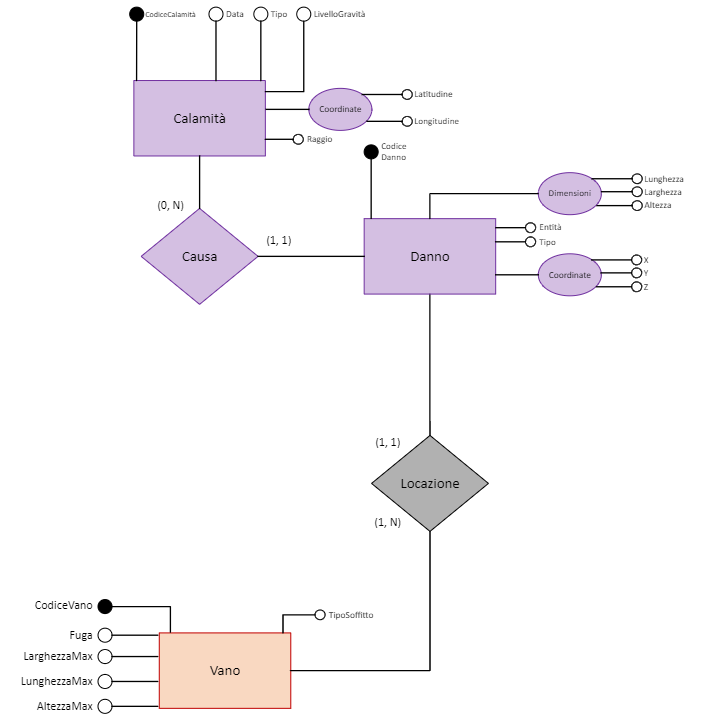 CodiceCalamità
Data
Tipo
LivelloGravità
Calamità
Coordinate
Latitudine
Longitudine
Raggio
Codice
Danno
(0, N)
Causa
(1, 1)
Danno
Dimensioni
Lunghezza
Larghezza
Altezza
Entità
Tipo
Coordinate
X
Y
Z
(1, 1)
Locazione
(1, N)
CodiceVano
Fuga
LarghezzaMax
LunghezzaMax
AltezzaMax
TipoSoffitto
Vano